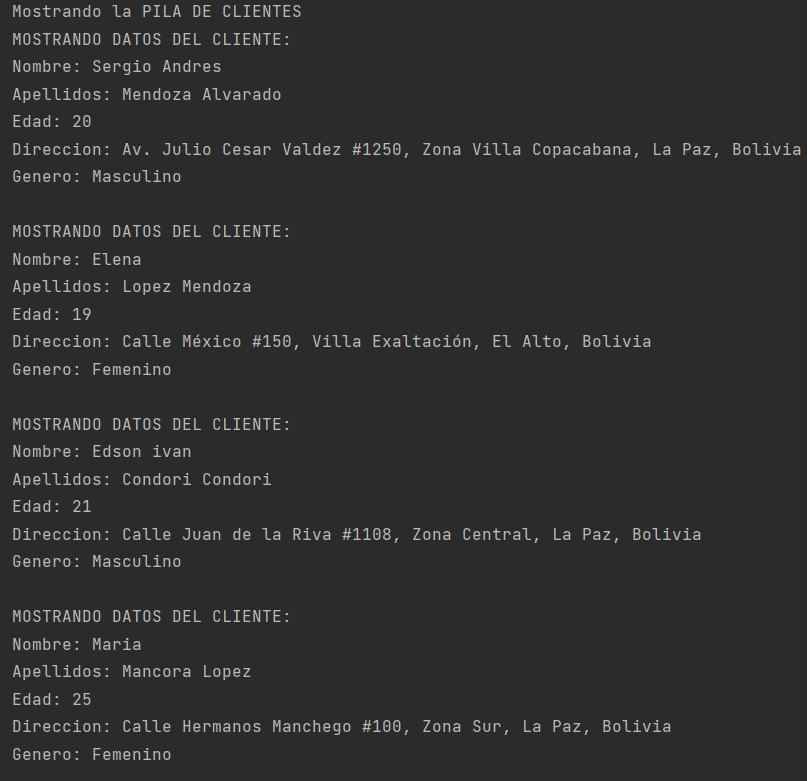 Mostrando la PILA DE CLIENTES
MOSTRANDO DATOS DEL CLIENTE:
Nombre: Sergio Andres
Apellidos: Mendoza Alvarado
Edad: 20
Direccion: Av. Julio Cesar Valdez #1250, Zona Villa Copacabana, La Paz, Bolivia
Genero: Masculino

MOSTRANDO DATOS DEL CLIENTE:
Nombre: Elena
Apellidos: Lopez Mendoza
Edad: 19
Direccion: Calle México #150, Villa Exaltación, El Alto, Bolivia
Genero: Femenino

MOSTRANDO DATOS DEL CLIENTE:
Nombre: Edson ivan
Apellidos: Condori Condori
Edad: 21
Direccion: Calle Juan de la Riva #1108, Zona Central, La Paz, Bolivia
Genero: Masculino

MOSTRANDO DATOS DEL CLIENTE:
Nombre: Maria
Apellidos: Mancora Lopez
Edad: 25
Direccion: Calle Hermanos Manchego #100, Zona Sur, La Paz, Bolivia
Genero: Femenino